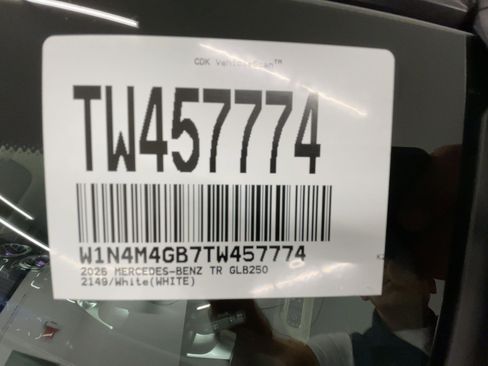 CDK VehicleScan™
TW457774
W1N4M4GB7TW457774
2026 MERCEDES-BENZ TR GLB250
2149/White(WHITE)